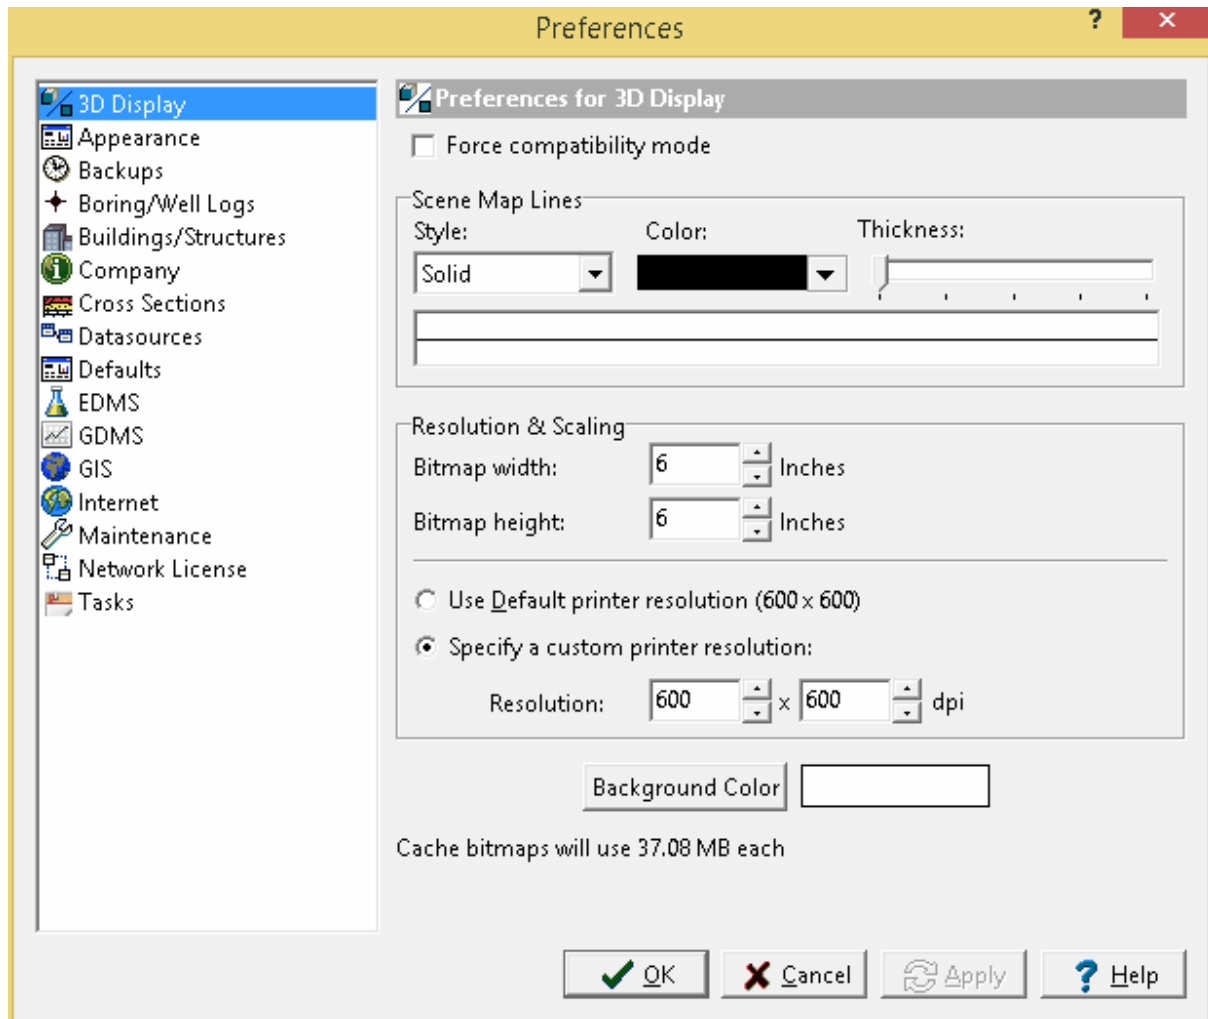 Preferences
?
3D Display
Appearance
Backups
Boring/Well Logs
Buildings/Structures
Company
Cross Sections
Datasources
Defaults
EDMS
GDMS
GIS
Internet
Maintenance
Network License
Tasks
Preferences for 3D Display
Force compatibility mode
Scene Map Lines
Style: Color: Thickness:
Solid
Resolution & Scaling
Bitmap width: 6 Inches
Bitmap height: 6 Inches
Use Default printer resolution (600 x 600)
Specify a custom printer resolution:
Resolution: 600 x 600 dpi
Background Color
Cache bitmaps will use 37.08 MB each
OK Cancel Apply Help